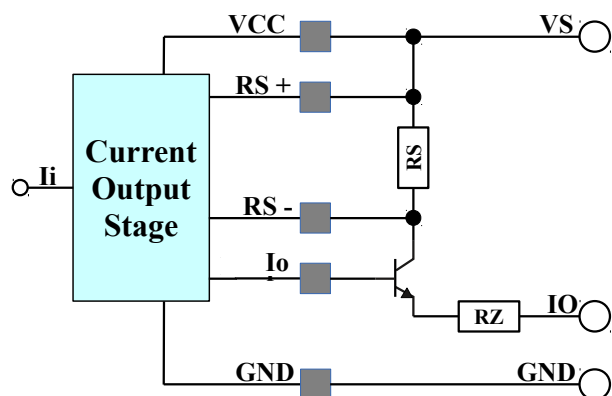 VCC
VS
RS +
Current
Output
Stage
RS
Ii
RS -
Io
IO
RZ
GND
GND